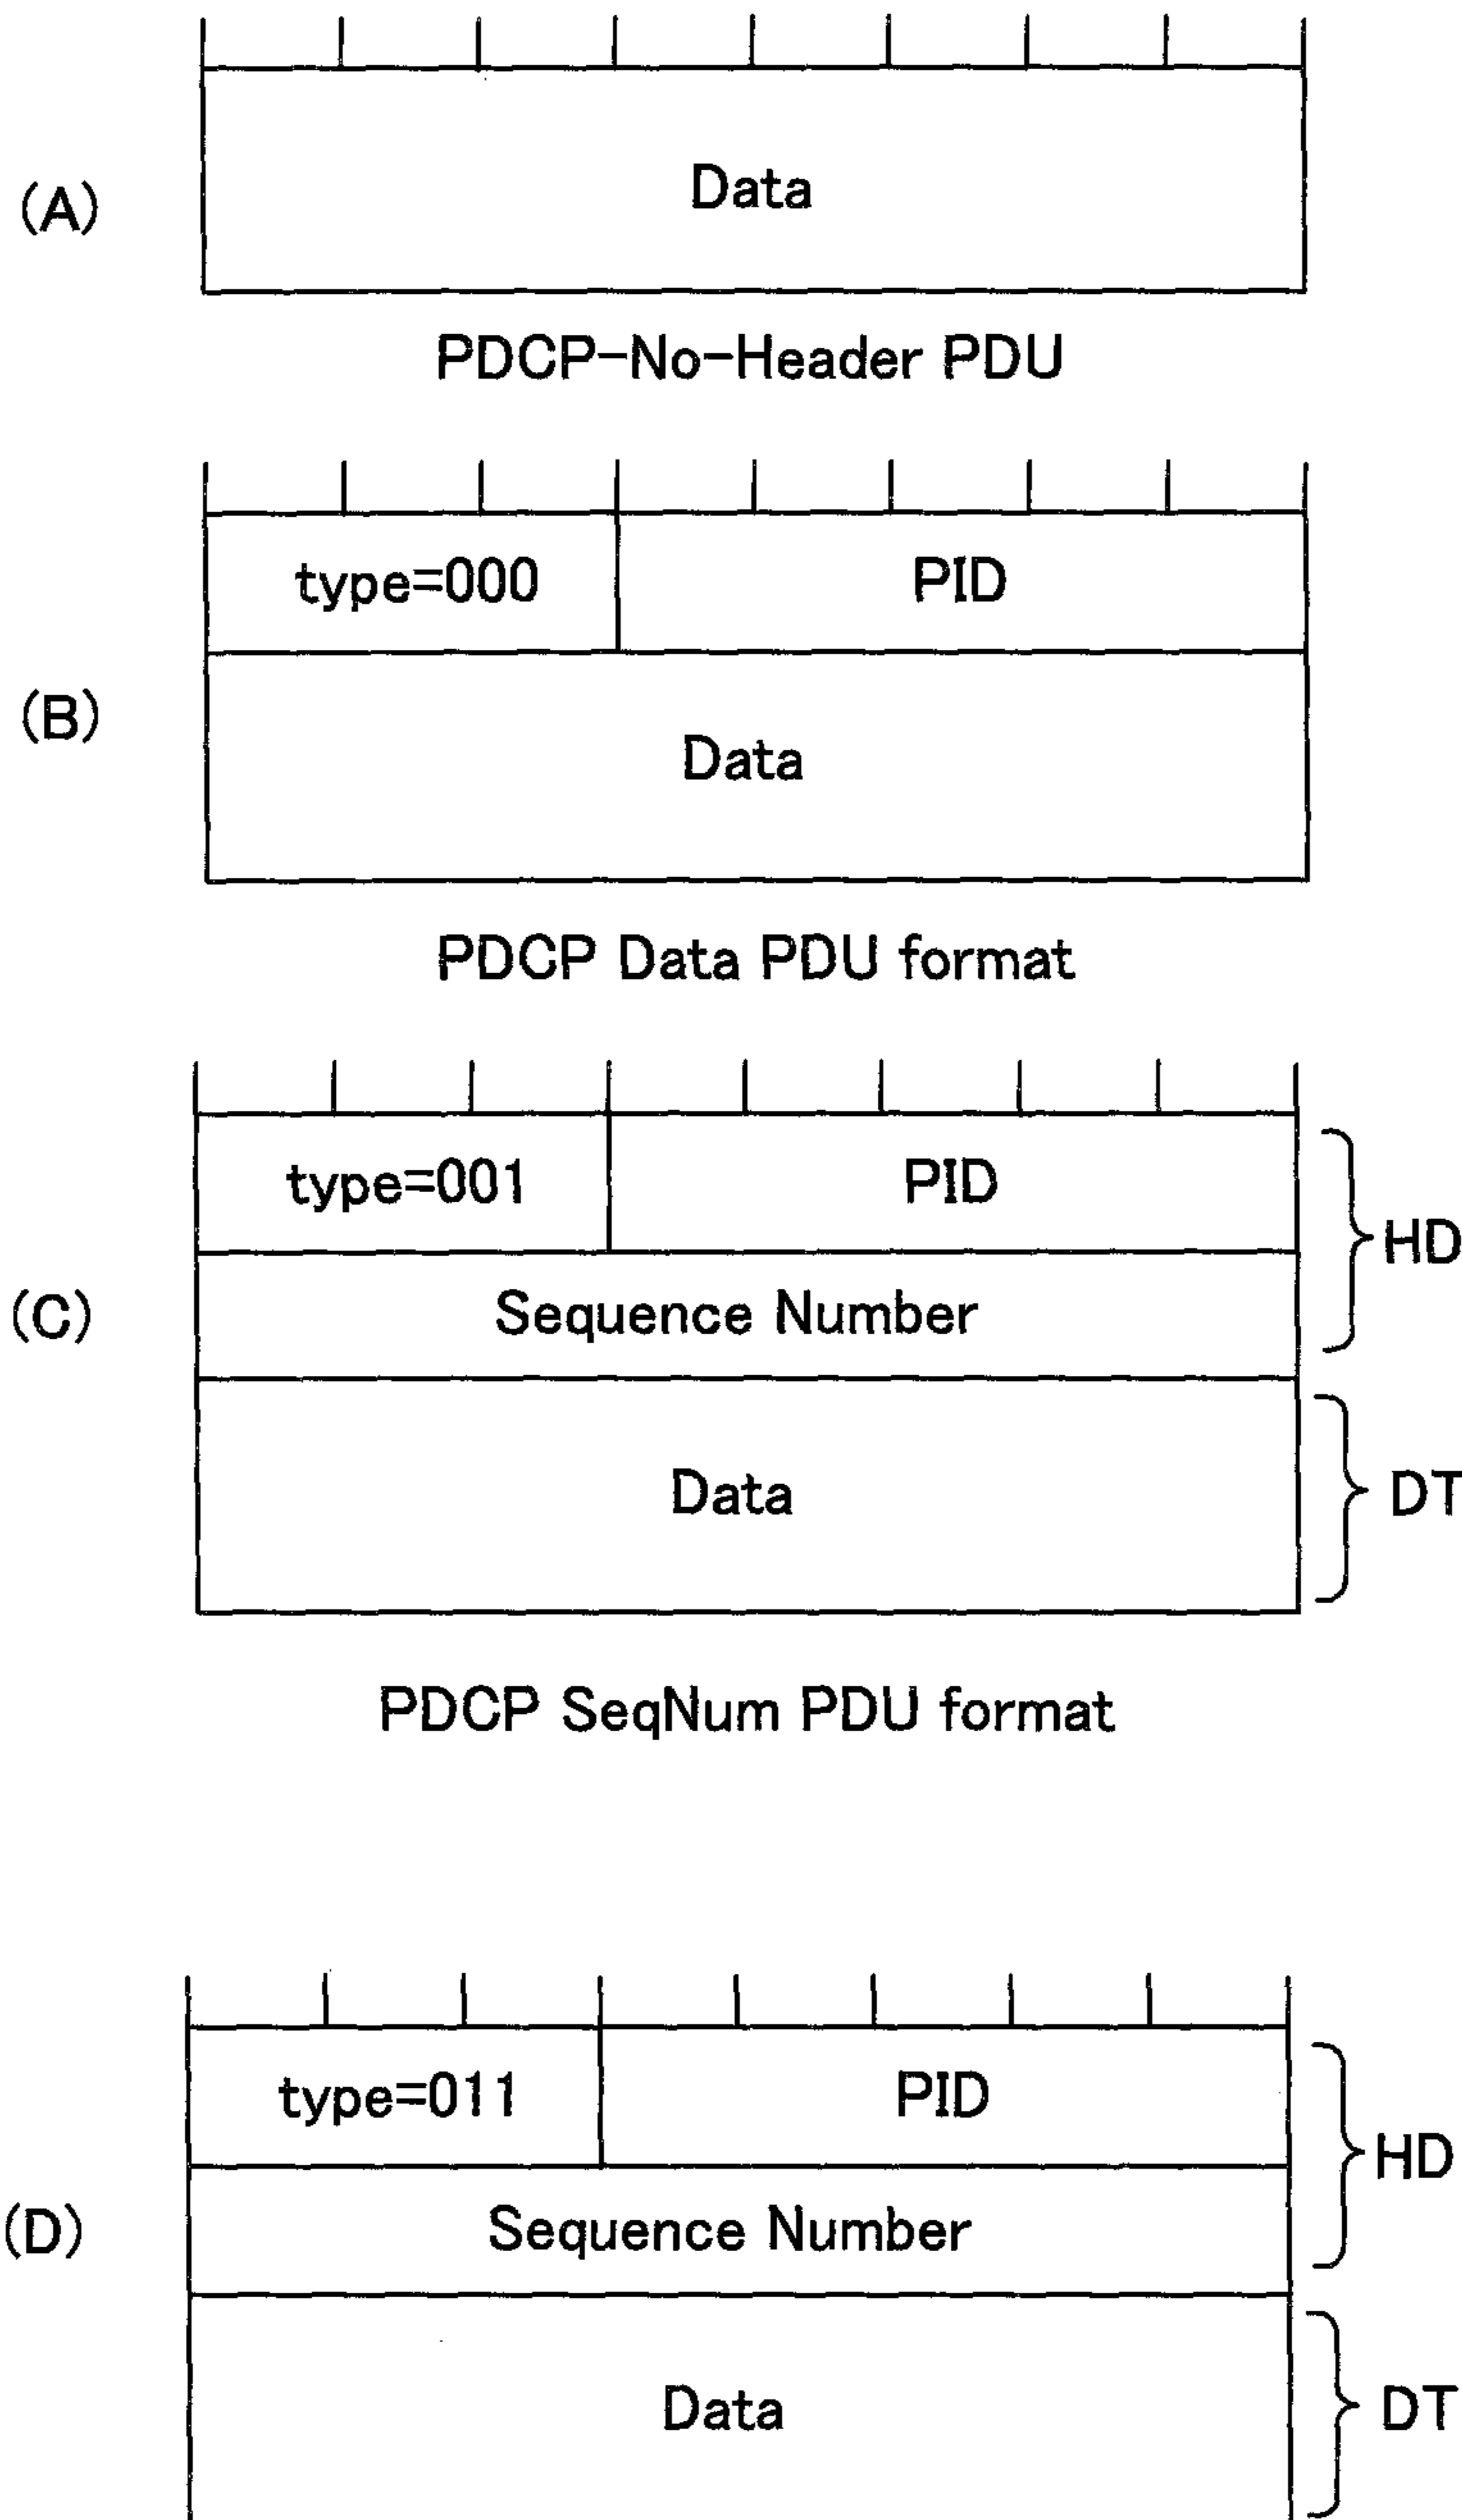 (A)
Data
PDCP-No-Header PDU
(B)
type=000 PID
Data
PDCP Data PDU format
(C)
type=001 PID
HD
Sequence Number
Data
DT
PDCP SeqNum PDU format
(D)
type=011 PID
HD
Sequence Number
Data
DT